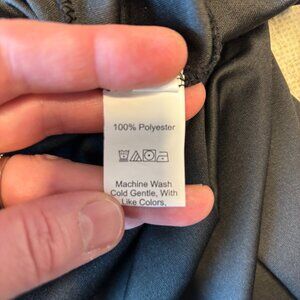 100% Polyester
Machine Wash
Cold Gentle, With
Like Colors,